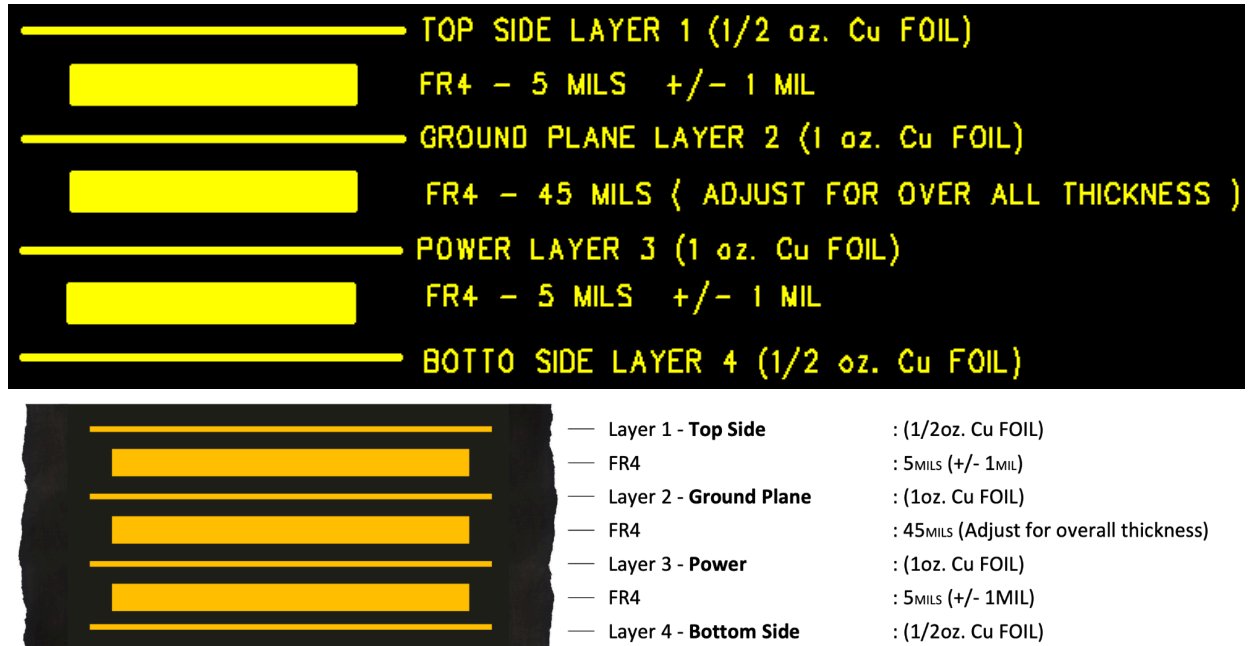 TOP SIDE LAYER 1 (1/2 oz. Cu FOIL)
FR4 - 5 MILS +/- 1 MIL
GROUND PLANE LAYER 2 (1 oz. Cu FOIL)
FR4 - 45 MILS ( ADJUST FOR OVER ALL THICKNESS )
POWER LAYER 3 (1 oz. Cu FOIL)
FR4 - 5 MILS +/- 1 MIL
BOTTO SIDE LAYER 4 (1/2 oz. Cu FOIL)
Layer 1 - Top Side : (1/2oz. Cu FOIL)
FR4 : 5MILS (+/- 1MIL)
Layer 2 - Ground Plane : (1oz. Cu FOIL)
FR4 : 45MILS (Adjust for overall thickness)
Layer 3 - Power : (1oz. Cu FOIL)
FR4 : 5MILS (+/- 1MIL)
Layer 4 - Bottom Side : (1/2oz. Cu FOIL)